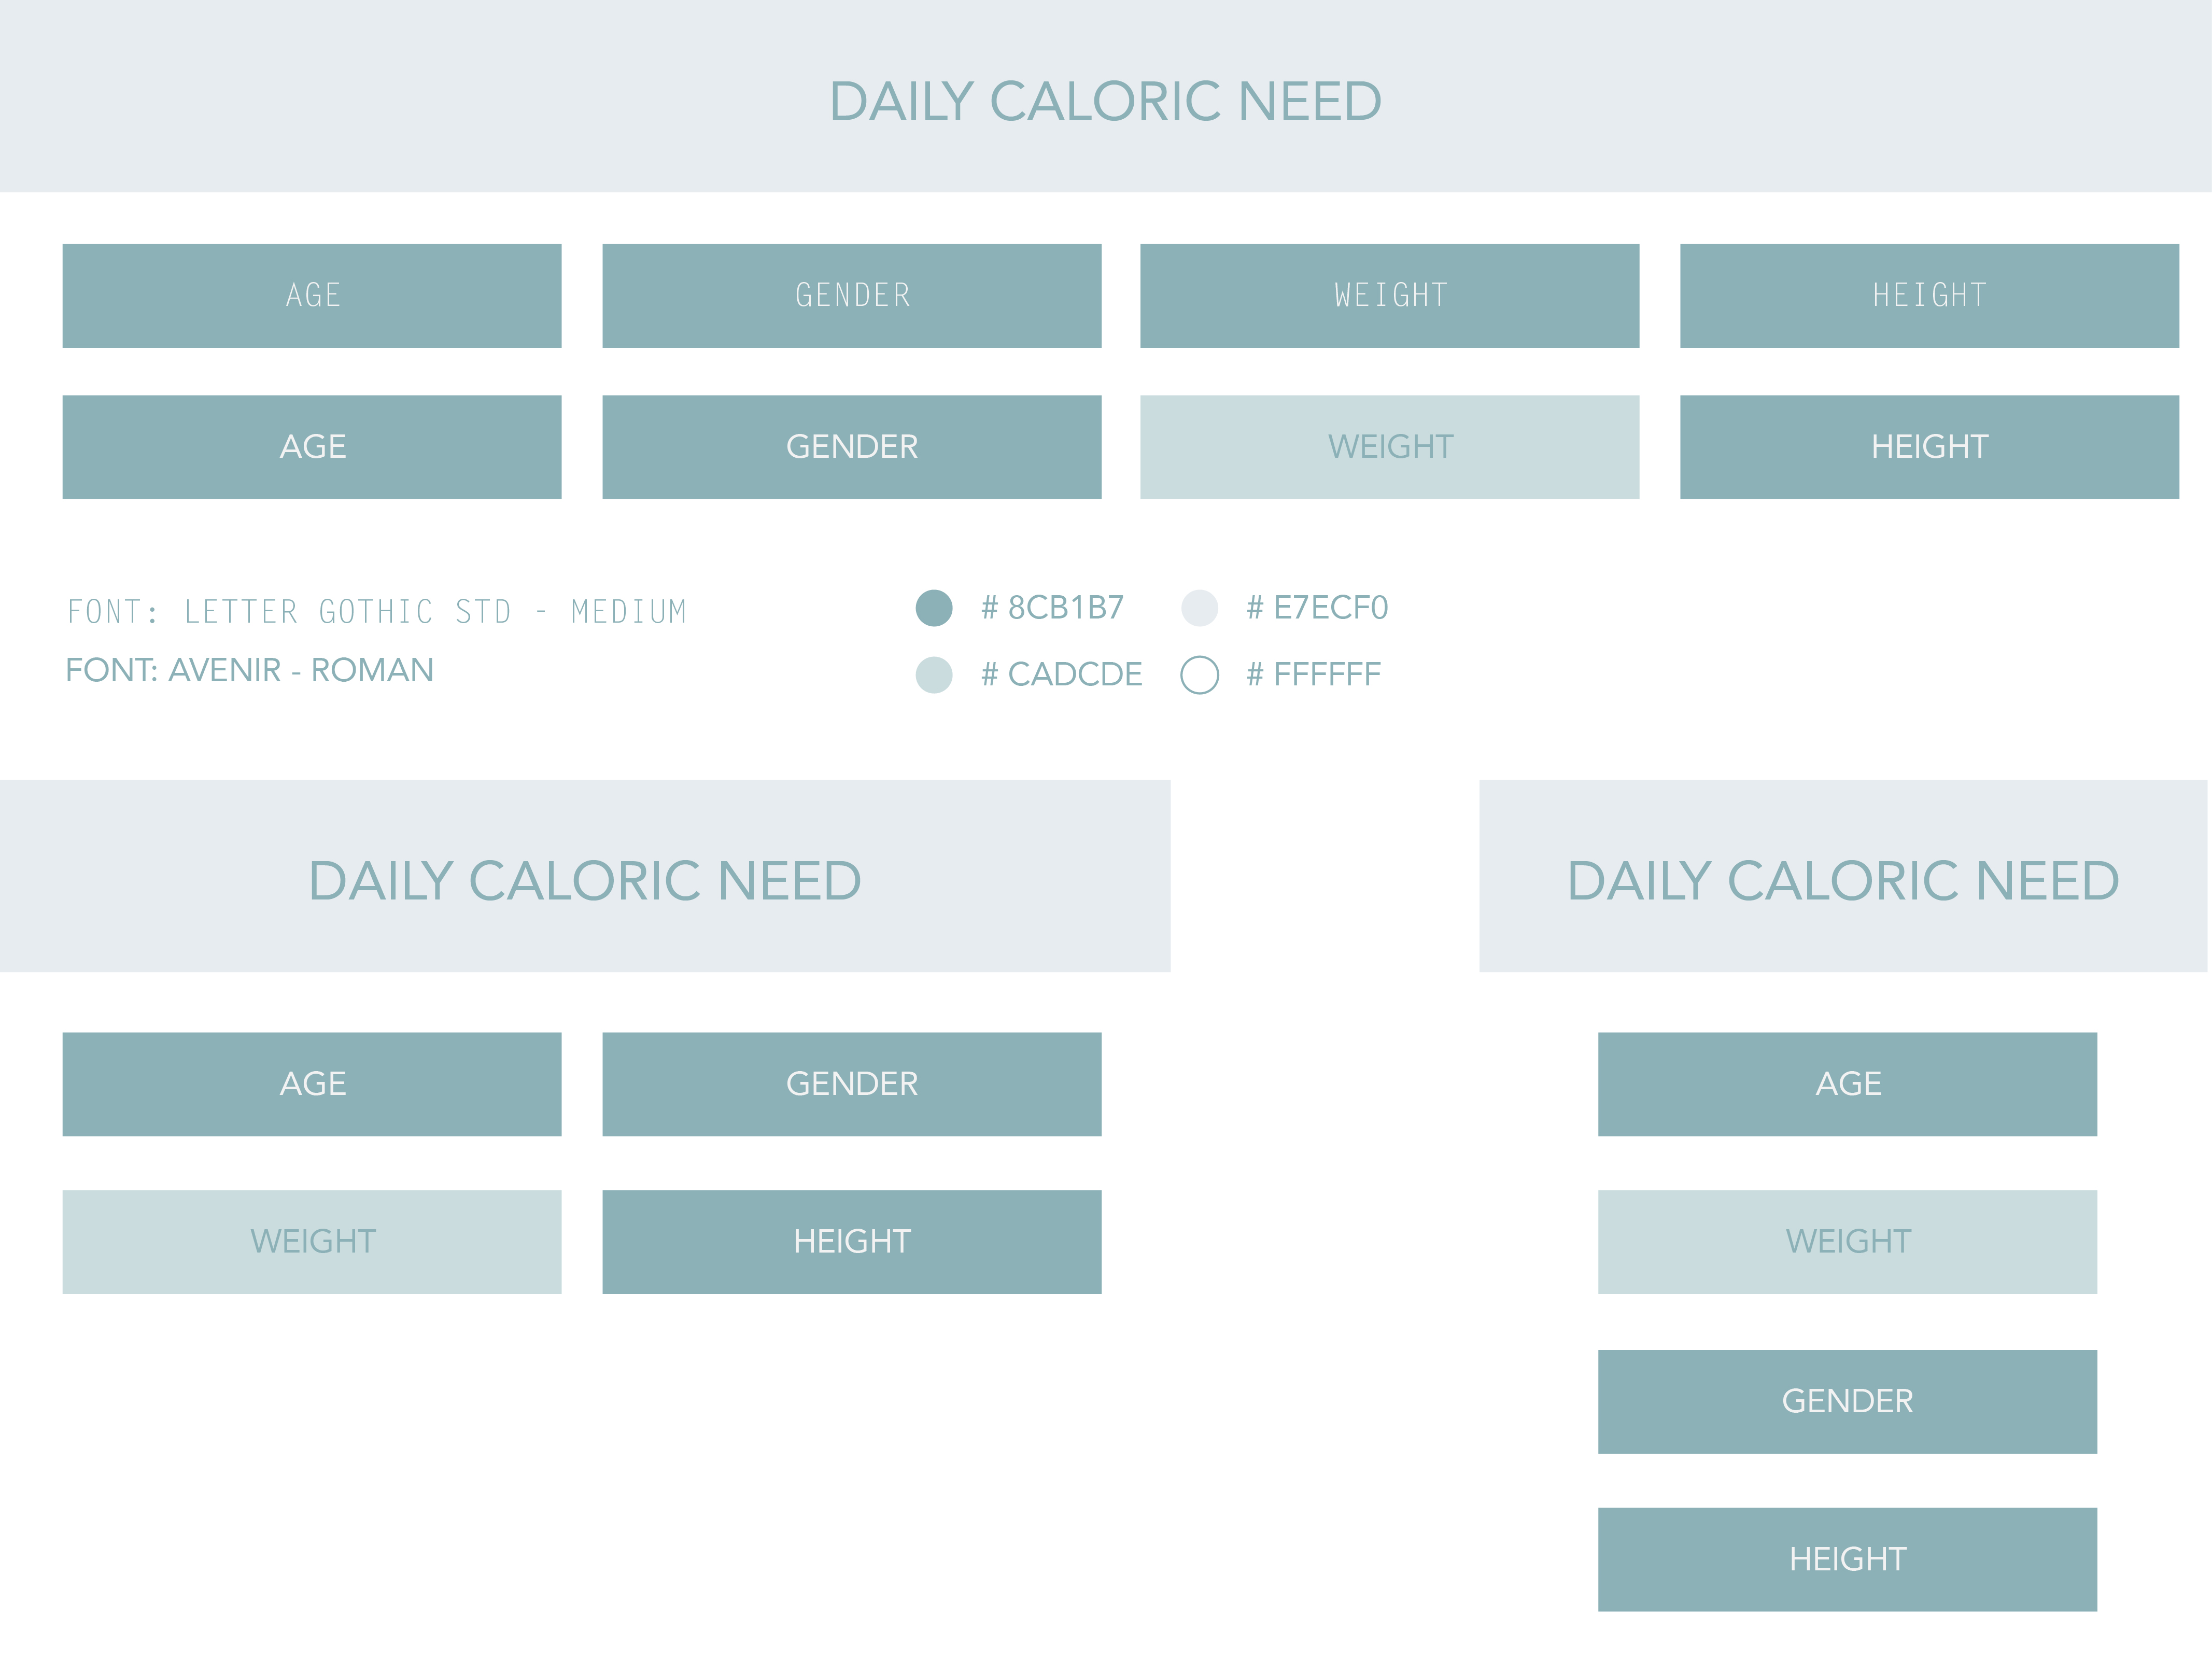 DAILY CALORIC NEED
AGE GENDER WEIGHT HEIGHT
AGE GENDER WEIGHT HEIGHT
FONT: LETTER GOTHIC STD - MEDIUM
FONT: AVENIR - ROMAN
# 8CB1B7 # E7ECF0
# CADCDE # FFFFFF
DAILY CALORIC NEED
AGE GENDER
WEIGHT HEIGHT
DAILY CALORIC NEED
AGE
WEIGHT
GENDER
HEIGHT